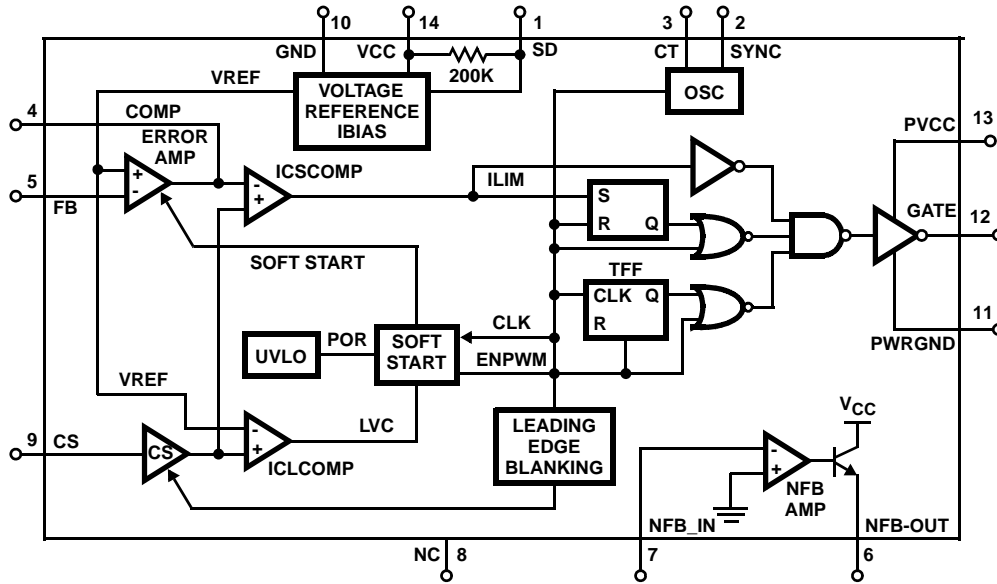 10
14
1
3
2
GND
VCC
SD
CT
SYNC
200K
VREF
VOLTAGE
REFERENCE
IBIAS
OSC
4
COMP
ERROR
AMP
13
PVCC
+
-
ICSCOMP
-
+
ILIM
5
FB
S
R
Q
GATE
12
SOFT START
TFF
CLK
Q
R
11
PWRGND
CLK
UVLO
POR
SOFT
START
ENPWM
VREF
LVC
LEADING
EDGE
BLANKING
VCC
9
CS
CS
-
+
ICLCOMP
-
+
NFB
AMP
NFB_IN
NFB-OUT
NC
8
7
6